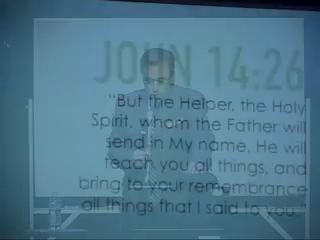 JOHN 14:26
"But the Helper, the Holy
Spirit, whom the Father will
send in My name, He will
teach you all things, and
bring to your remembrance
all things that I said to you."